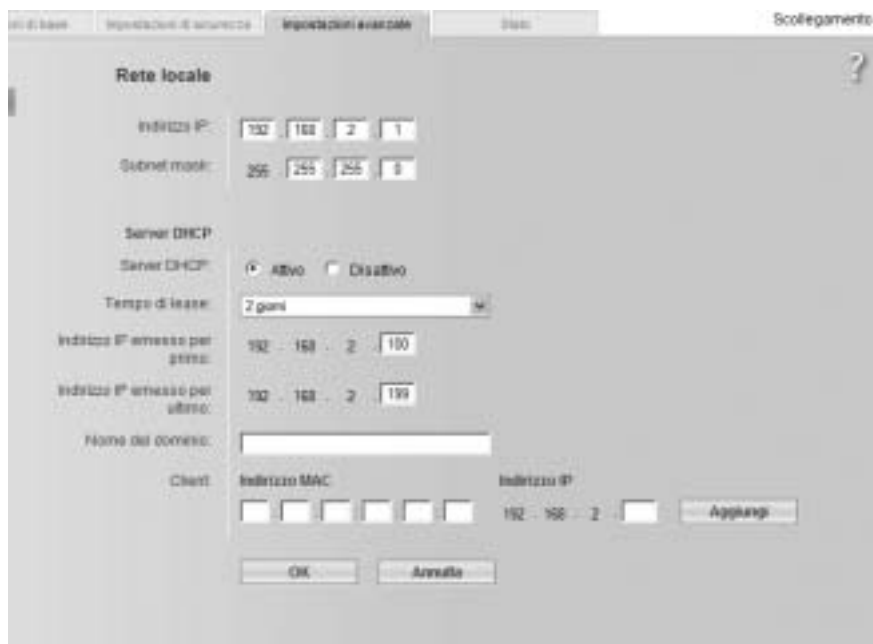 di base Impostazioni di sicurezza Impostazioni avanzate Stato Scollegamento
Rete locale ?
Indirizzo IP: 192 . 168 . 2 . 1
Subnet mask: 255 . 255 . 255 . 0
Server DHCP
Server DHCP: Attivo Disattivo
Tempo di lease: 2 giorni
Indirizzo IP emesso per primo: 192 . 168 . 2 . 100
Indirizzo IP emesso per ultimo: 192 . 168 . 2 . 199
Nome del dominio:
Client: Indirizzo MAC Indirizzo IP
: : : : : 192 . 168 . 2 . Aggiungi
OK Annulla